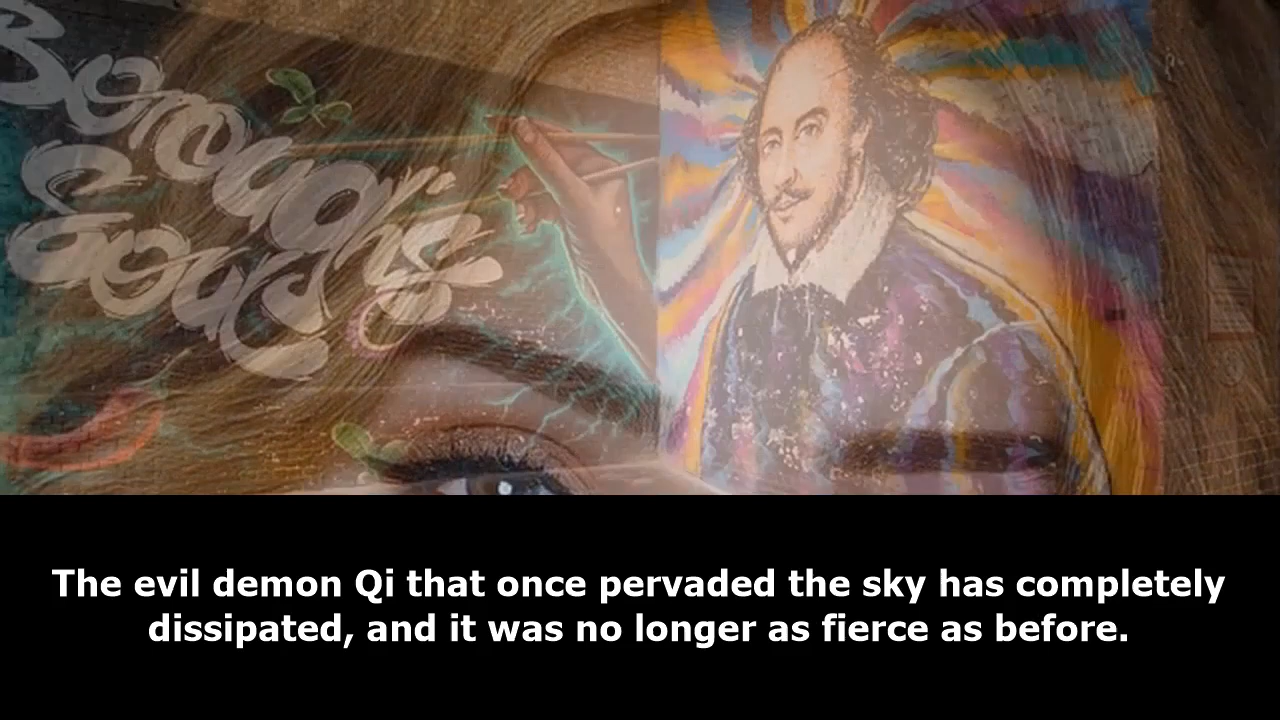 The evil demon Qi that once pervaded the sky has completely
dissipated, and it was no longer as fierce as before.